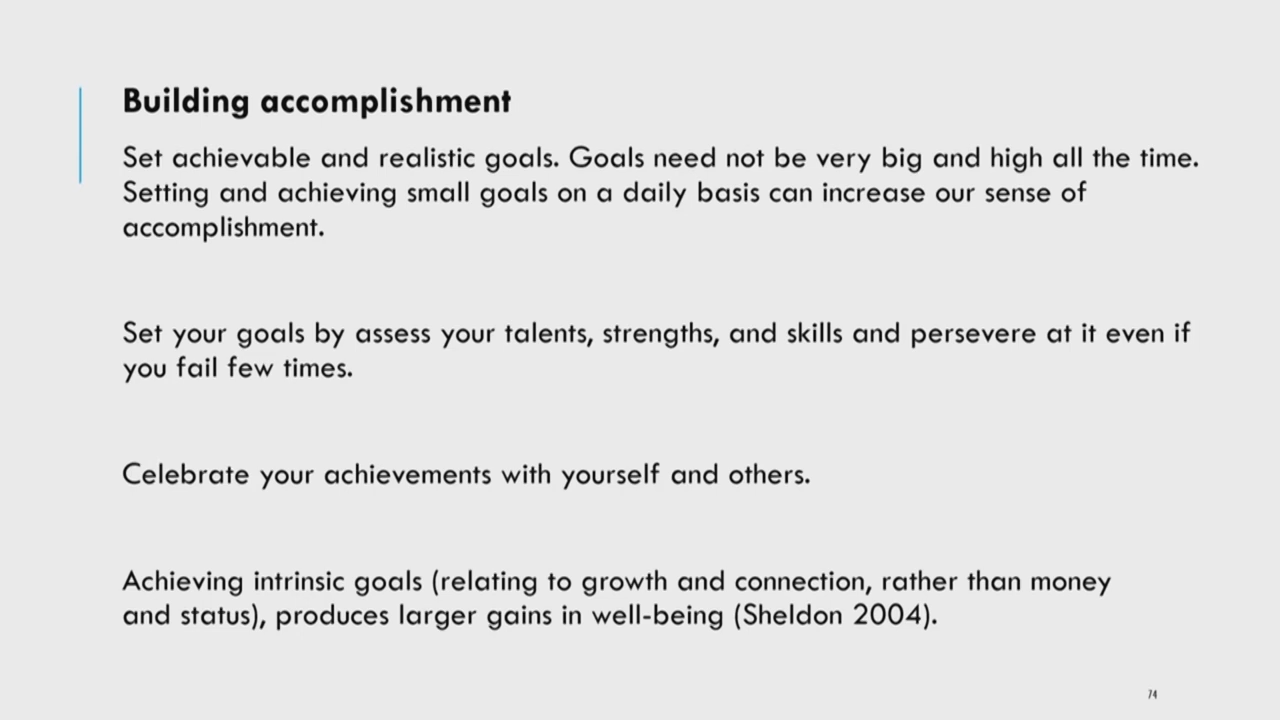 Building accomplishment
Set achievable and realistic goals. Goals need not be very big and high all the time.
Setting and achieving small goals on a daily basis can increase our sense of
accomplishment.
Set your goals by assess your talents, strengths, and skills and persevere at it even if
you fail few times.
Celebrate your achievements with yourself and others.
Achieving intrinsic goals (relating to growth and connection, rather than money
and status), produces larger gains in well-being (Sheldon 2004).
74